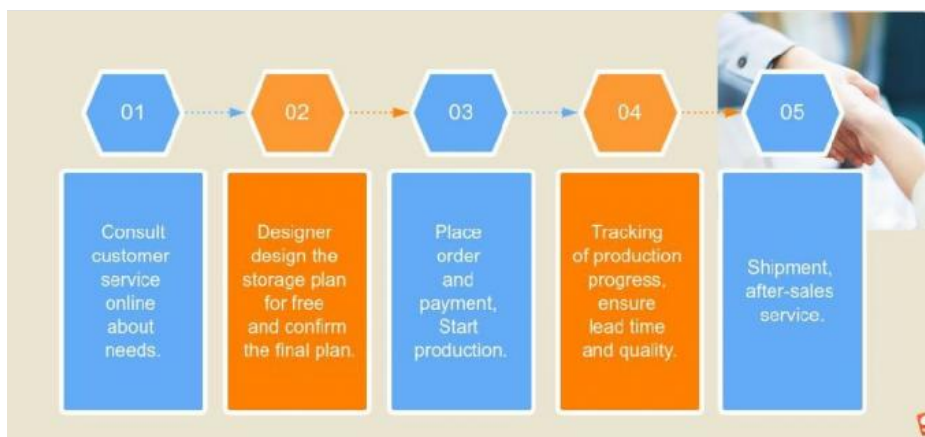 01
02
03
04
05
Consult
customer
service
online
about
needs.
Designer
design the
storage plan
for free
and confirm
the final plan.
Place
order
and
payment,
Start
production.
Tracking
of production
progress,
ensure
lead time
and quality.
Shipment,
after-sales
service.